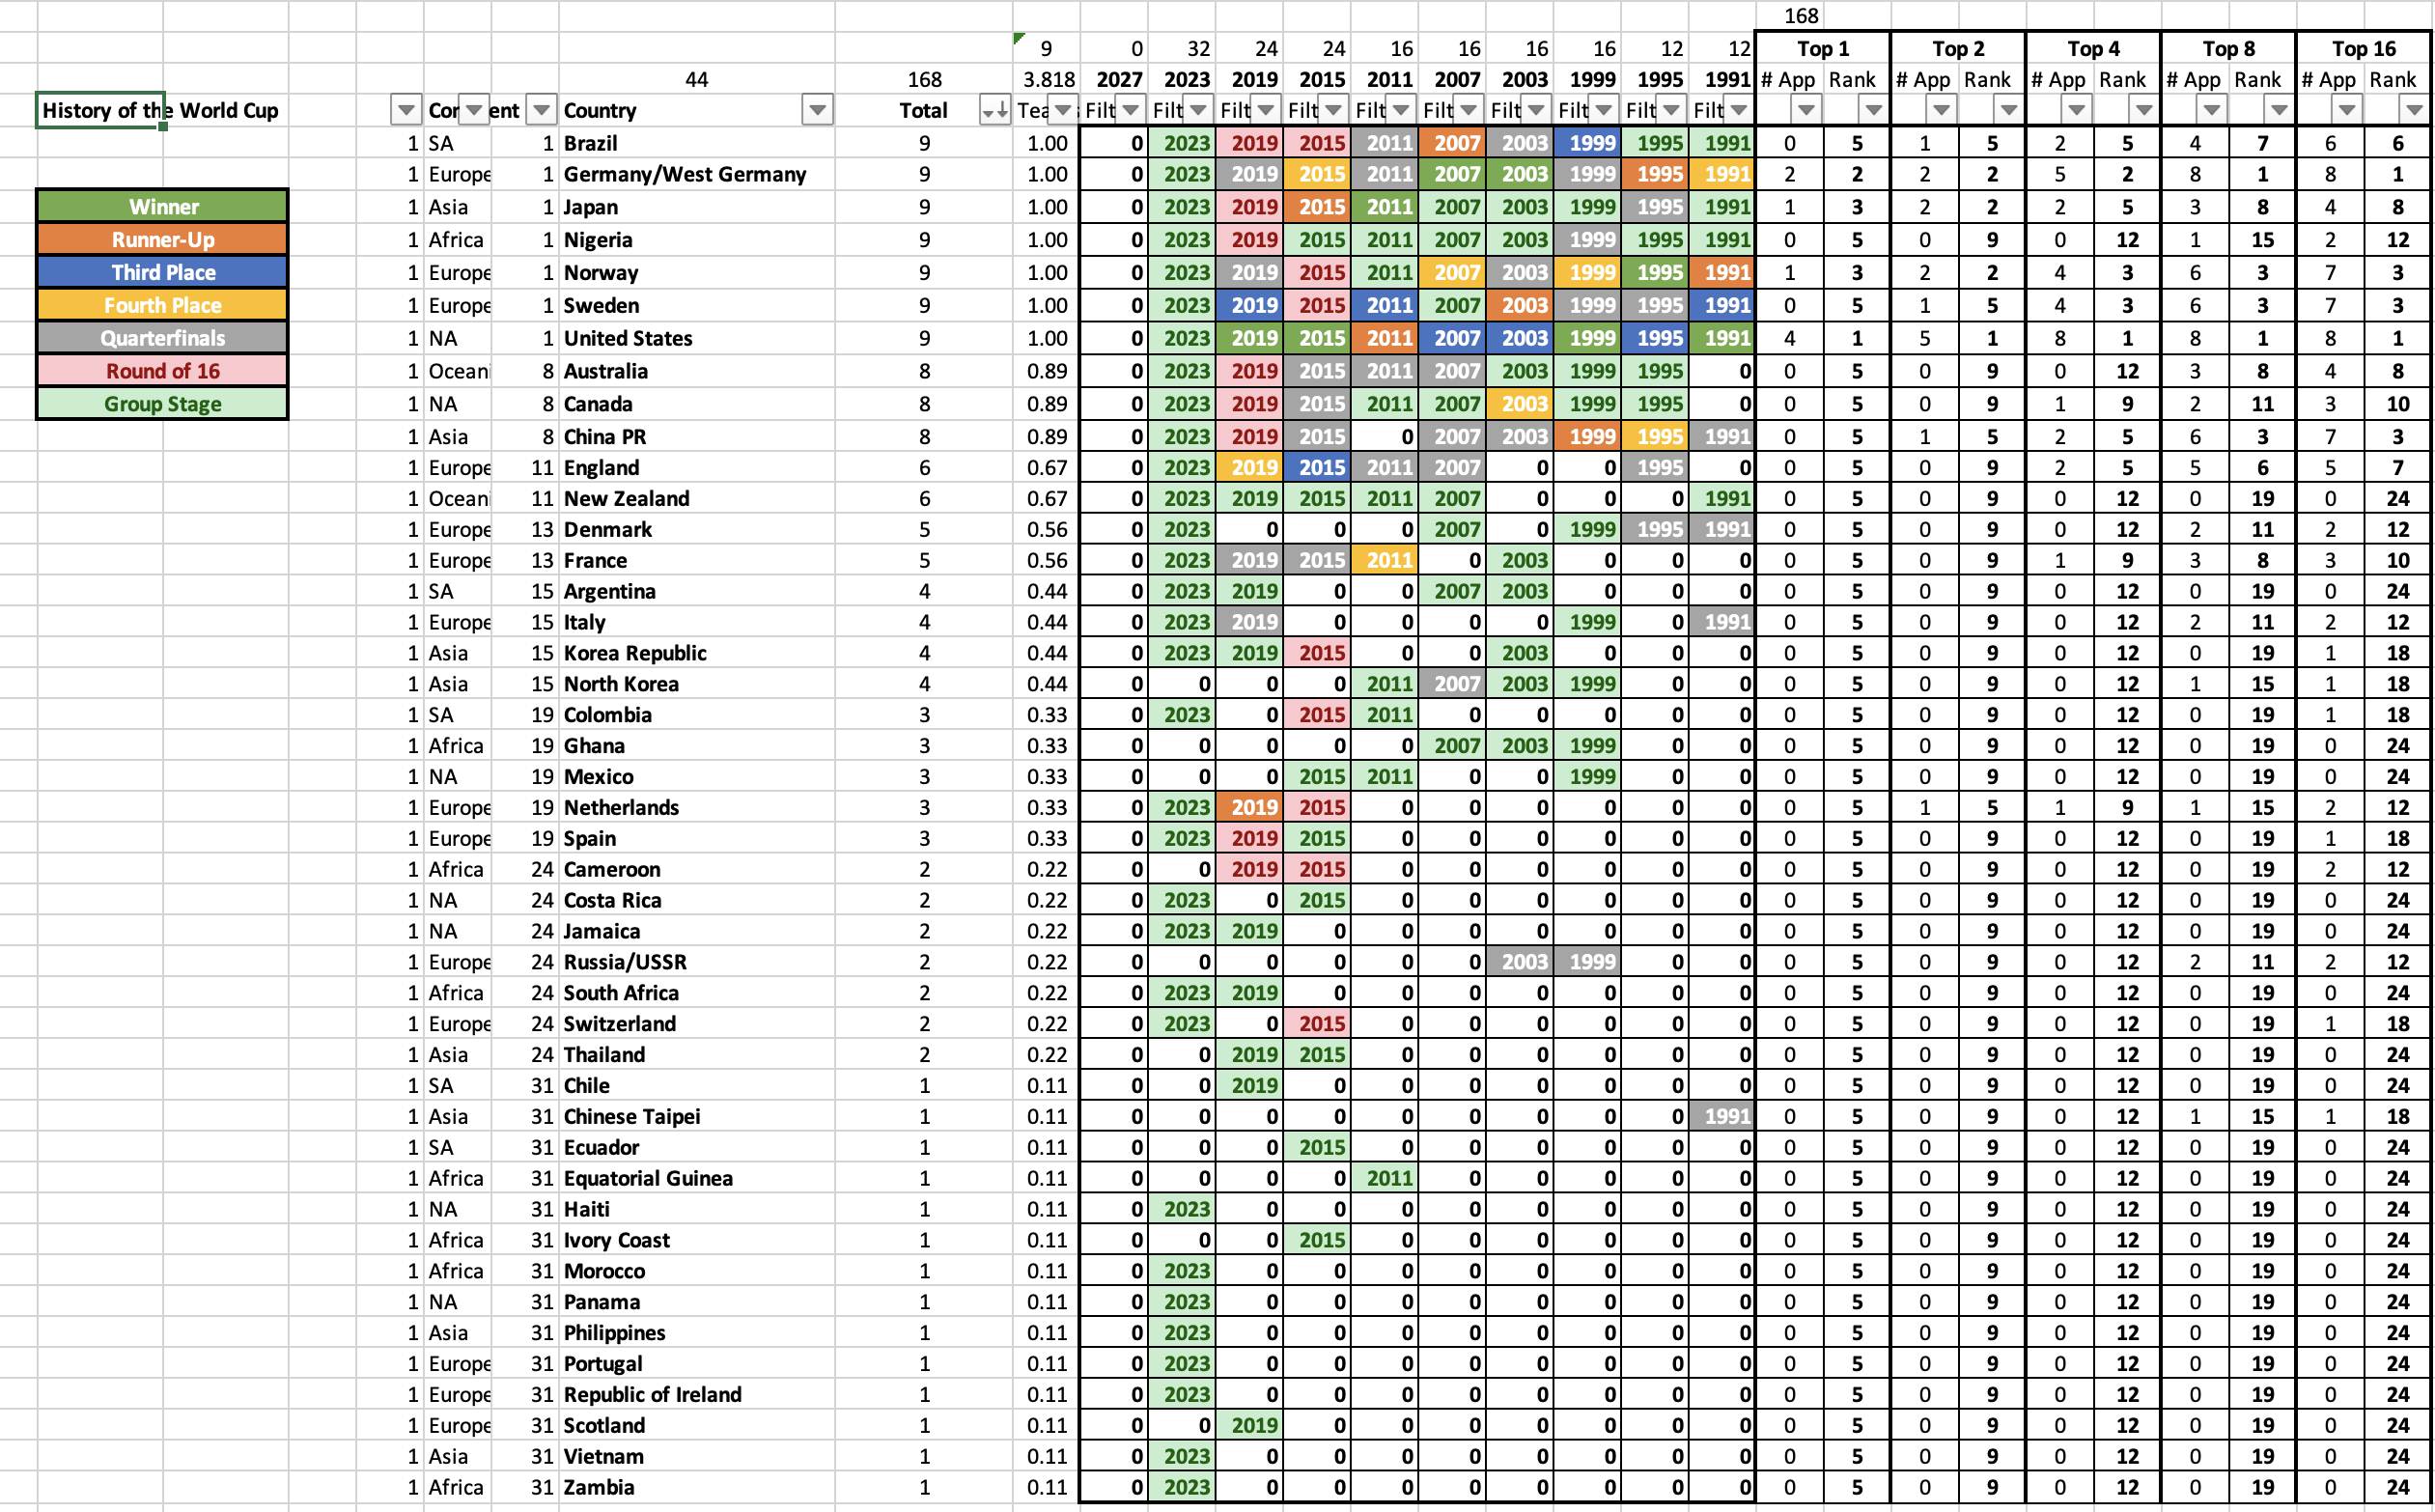 168
9 0 32 24 24 16 16 16 16 12 12 Top 1 Top 2 Top 4 Top 8 Top 16
44 168 3.818 2027 2023 2019 2015 2011 2007 2003 1999 1995 1991 # App Rank # App Rank # App Rank # App Rank # App Rank
History of the World Cup Cor ent Country Total Tea Filt Filt Filt Filt Filt Filt Filt Filt Filt Filt
1 SA 1 Brazil 9 1.00 0 2023 2019 2015 2011 2007 2003 1999 1995 1991 0 5 1 5 2 5 4 7 6 6
1 Europe 1 Germany/West Germany 9 1.00 0 2023 2019 2015 2011 2007 2003 1999 1995 1991 2 2 2 2 5 2 8 1 8 1
Winner 1 Asia 1 Japan 9 1.00 0 2023 2019 2015 2011 2007 2003 1999 1995 1991 1 3 2 2 2 5 3 8 4 8
Runner-Up 1 Africa 1 Nigeria 9 1.00 0 2023 2019 2015 2011 2007 2003 1999 1995 1991 0 5 0 9 0 12 1 15 2 12
Third Place 1 Europe 1 Norway 9 1.00 0 2023 2019 2015 2011 2007 2003 1999 1995 1991 1 3 2 2 4 3 6 3 7 3
Fourth Place 1 Europe 1 Sweden 9 1.00 0 2023 2019 2015 2011 2007 2003 1999 1995 1991 0 5 1 5 4 3 6 3 7 3
Quarterfinals 1 NA 1 United States 9 1.00 0 2023 2019 2015 2011 2007 2003 1999 1995 1991 4 1 5 1 8 1 8 1 8 1
Round of 16 1 Oceani 8 Australia 8 0.89 0 2023 2019 2015 2011 2007 2003 1999 1995 0 0 5 0 9 0 12 3 8 4 8
Group Stage 1 NA 8 Canada 8 0.89 0 2023 2019 2015 2011 2007 2003 1999 1995 0 0 5 0 9 1 9 2 11 3 10
1 Asia 8 China PR 8 0.89 0 2023 2019 2015 0 2007 2003 1999 1995 1991 0 5 1 5 2 5 6 3 7 3
1 Europe 11 England 6 0.67 0 2023 2019 2015 2011 2007 0 0 1995 0 0 5 0 9 2 5 5 6 5 7
1 Oceani 11 New Zealand 6 0.67 0 2023 2019 2015 2011 2007 0 0 0 1991 0 5 0 9 0 12 0 19 0 24
1 Europe 13 Denmark 5 0.56 0 2023 0 0 0 2007 0 1999 1995 1991 0 5 0 9 0 12 2 11 2 12
1 Europe 13 France 5 0.56 0 2023 2019 2015 2011 0 2003 0 0 0 0 5 0 9 1 9 3 8 3 10
1 SA 15 Argentina 4 0.44 0 2023 2019 0 0 2007 2003 0 0 0 0 5 0 9 0 12 0 19 0 24
1 Europe 15 Italy 4 0.44 0 2023 2019 0 0 0 0 1999 0 1991 0 5 0 9 0 12 2 11 2 12
1 Asia 15 Korea Republic 4 0.44 0 2023 2019 2015 0 0 2003 0 0 0 0 5 0 9 0 12 0 19 1 18
1 Asia 15 North Korea 4 0.44 0 0 0 0 2011 2007 2003 1999 0 0 0 5 0 9 0 12 1 15 1 18
1 SA 19 Colombia 3 0.33 0 2023 0 2015 2011 0 0 0 0 0 0 5 0 9 0 12 0 19 1 18
1 Africa 19 Ghana 3 0.33 0 0 0 0 0 2007 2003 1999 0 0 0 5 0 9 0 12 0 19 0 24
1 NA 19 Mexico 3 0.33 0 0 0 2015 2011 0 0 1999 0 0 0 5 0 9 0 12 0 19 0 24
1 Europe 19 Netherlands 3 0.33 0 2023 2019 2015 0 0 0 0 0 0 0 5 1 5 1 9 1 15 2 12
1 Europe 19 Spain 3 0.33 0 2023 2019 2015 0 0 0 0 0 0 0 5 0 9 0 12 0 19 1 18
1 Africa 24 Cameroon 2 0.22 0 0 2019 2015 0 0 0 0 0 0 0 5 0 9 0 12 0 19 2 12
1 NA 24 Costa Rica 2 0.22 0 2023 0 2015 0 0 0 0 0 0 0 5 0 9 0 12 0 19 0 24
1 NA 24 Jamaica 2 0.22 0 2023 2019 0 0 0 0 0 0 0 0 5 0 9 0 12 0 19 0 24
1 Europe 24 Russia/USSR 2 0.22 0 0 0 0 0 0 2003 1999 0 0 0 5 0 9 0 12 2 11 2 12
1 Africa 24 South Africa 2 0.22 0 2023 2019 0 0 0 0 0 0 0 0 5 0 9 0 12 0 19 0 24
1 Europe 24 Switzerland 2 0.22 0 2023 0 2015 0 0 0 0 0 0 0 5 0 9 0 12 0 19 1 18
1 Asia 24 Thailand 2 0.22 0 0 2019 2015 0 0 0 0 0 0 0 5 0 9 0 12 0 19 0 24
1 SA 31 Chile 1 0.11 0 0 2019 0 0 0 0 0 0 0 0 5 0 9 0 12 0 19 0 24
1 Asia 31 Chinese Taipei 1 0.11 0 0 0 0 0 0 0 0 0 1991 0 5 0 9 0 12 1 15 1 18
1 SA 31 Ecuador 1 0.11 0 0 0 2015 0 0 0 0 0 0 0 5 0 9 0 12 0 19 0 24
1 Africa 31 Equatorial Guinea 1 0.11 0 0 0 0 2011 0 0 0 0 0 0 5 0 9 0 12 0 19 0 24
1 NA 31 Haiti 1 0.11 0 2023 0 0 0 0 0 0 0 0 0 5 0 9 0 12 0 19 0 24
1 Africa 31 Ivory Coast 1 0.11 0 0 0 2015 0 0 0 0 0 0 0 5 0 9 0 12 0 19 0 24
1 Africa 31 Morocco 1 0.11 0 2023 0 0 0 0 0 0 0 0 0 5 0 9 0 12 0 19 0 24
1 NA 31 Panama 1 0.11 0 2023 0 0 0 0 0 0 0 0 0 5 0 9 0 12 0 19 0 24
1 Asia 31 Philippines 1 0.11 0 2023 0 0 0 0 0 0 0 0 0 5 0 9 0 12 0 19 0 24
1 Europe 31 Portugal 1 0.11 0 2023 0 0 0 0 0 0 0 0 0 5 0 9 0 12 0 19 0 24
1 Europe 31 Republic of Ireland 1 0.11 0 2023 0 0 0 0 0 0 0 0 0 5 0 9 0 12 0 19 0 24
1 Europe 31 Scotland 1 0.11 0 0 2019 0 0 0 0 0 0 0 0 5 0 9 0 12 0 19 0 24
1 Asia 31 Vietnam 1 0.11 0 2023 0 0 0 0 0 0 0 0 0 5 0 9 0 12 0 19 0 24
1 Africa 31 Zambia 1 0.11 0 2023 0 0 0 0 0 0 0 0 0 5 0 9 0 12 0 19 0 24